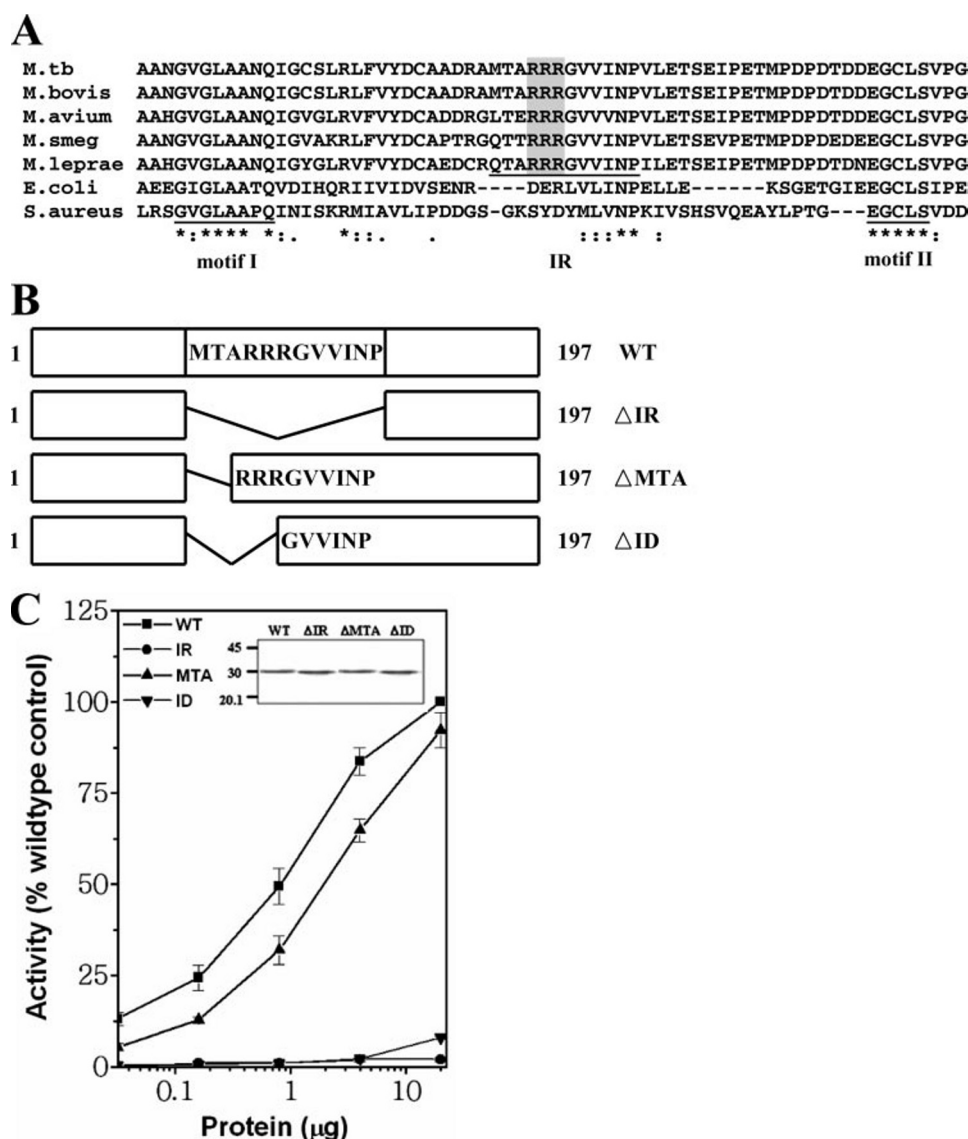 A
M.tb AANGVGLAANQIGCSLRLFVYDCAADRAMTARRRGVVINPVLETSEIPETMPDPDTDDEGCLSVPG
M.bovis AANGVGLAANQIGCSLRLFVYDCAADRAMTARRRGVVINPVLETSEIPETMPDPDTDDEGCLSVPG
M.avium AAHGVGLAANQIGVGLRVFVYDCADDRGLTERRRGVVVNPVLETSEIPETMPDPDTDDEGCLSVPG
M.smeg AANGVGLAANQIGVAKRLFVYDCAPTRGQTTRRRGVVINPVLETSEVPETMPDPDEDEEGCLSVPG
M.leprae AAHGVGLAANQIGYGLRVFVYDCAEDCRQTARRRGVVINPILETSEIPETMPDPDTDNEGCLSVPG
E.coli AEEGIGLAATQVDIHQRIIVIDVSENR----DERLVLINPELLE------KSGETGIEEGCLSIPE
S.aureus LRSGVGLAAPQINISKRMIAVLIPDDGS-GKSYDYMLVNPKIVSHSVQEAYLPTG---EGCLSVDD
*:**** *:. *:: . :::** : *****:
motif I IR motif II
B
1 MTARRRGVVINP 197 WT
1 197 △IR
1 RRRGVVINP 197 △MTA
1 GVVINP 197 △ID
C
WT
IR
MTA
ID
WT ΔIR ΔMTA ΔID
45
30
20.1
125
100
75
50
25
0
Activity (% wildtype control)
0.1 1 10
Protein (μg)